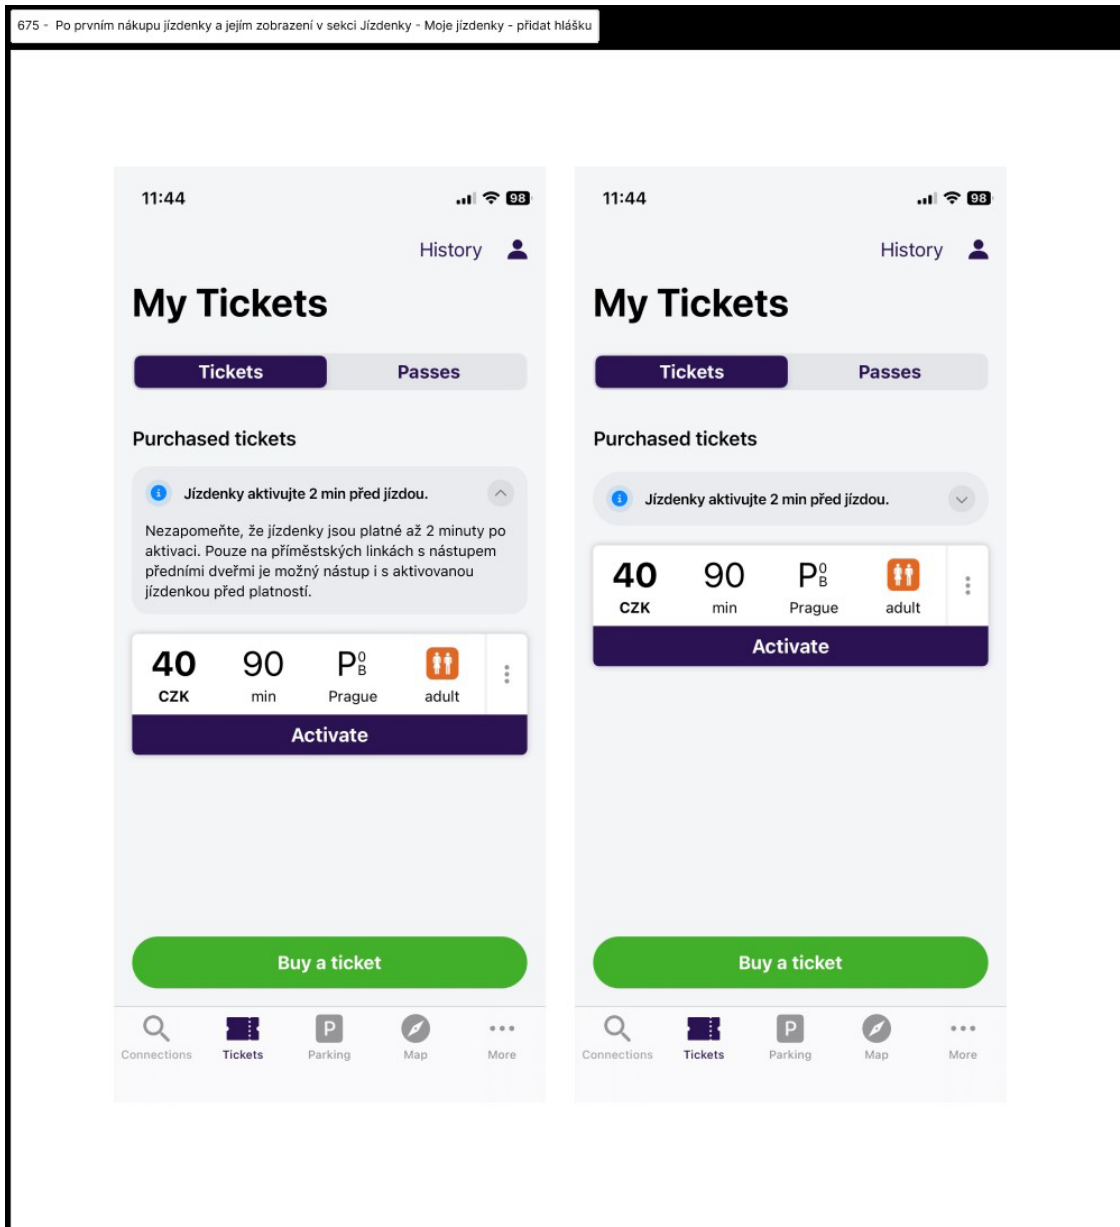 675 -  Po prvním nákupu jízdenky a jejím zobrazení v sekci Jízdenky - Moje jízdenky - přidat hlášku
11:44
98
History
My Tickets
Tickets
Passes
Purchased tickets
Jízdenky aktivujte 2 min před jízdou.
Nezapomeňte, že jízdenky jsou platné až 2 minuty po
aktivaci. Pouze na příměstských linkách s nástupem
předními dveřmi je možný nástup i s aktivovanou
jízdenkou před platností.
40 90 P 0 B
CZK min Prague adult
Activate
Buy a ticket
P
Connections Tickets Parking Map More
11:44
98
History
My Tickets
Tickets
Passes
Purchased tickets
Jízdenky aktivujte 2 min před jízdou.
40 90 P 0 B
CZK min Prague adult
Activate
Buy a ticket
P
Connections Tickets Parking Map More